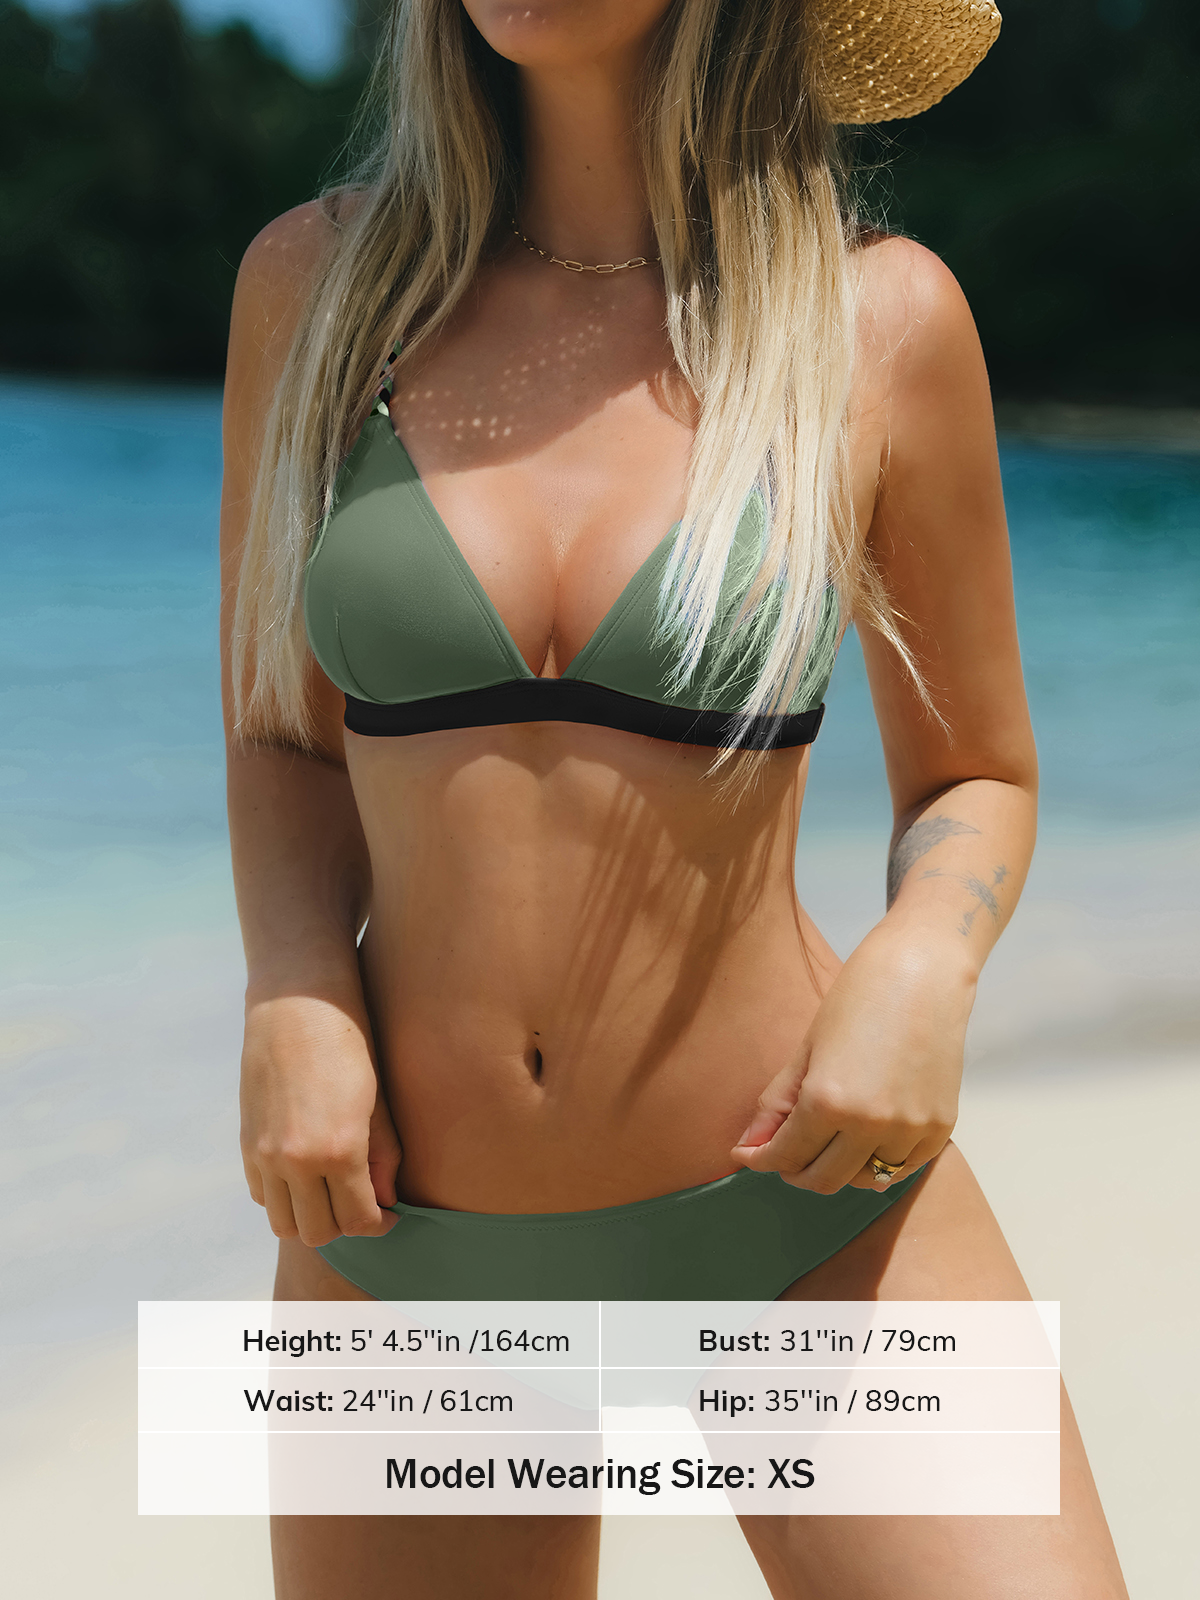 Height: 5' 4.5''in /164cm
Bust: 31''in / 79cm
Waist: 24''in / 61cm
Hip: 35''in / 89cm
Model Wearing Size: XS